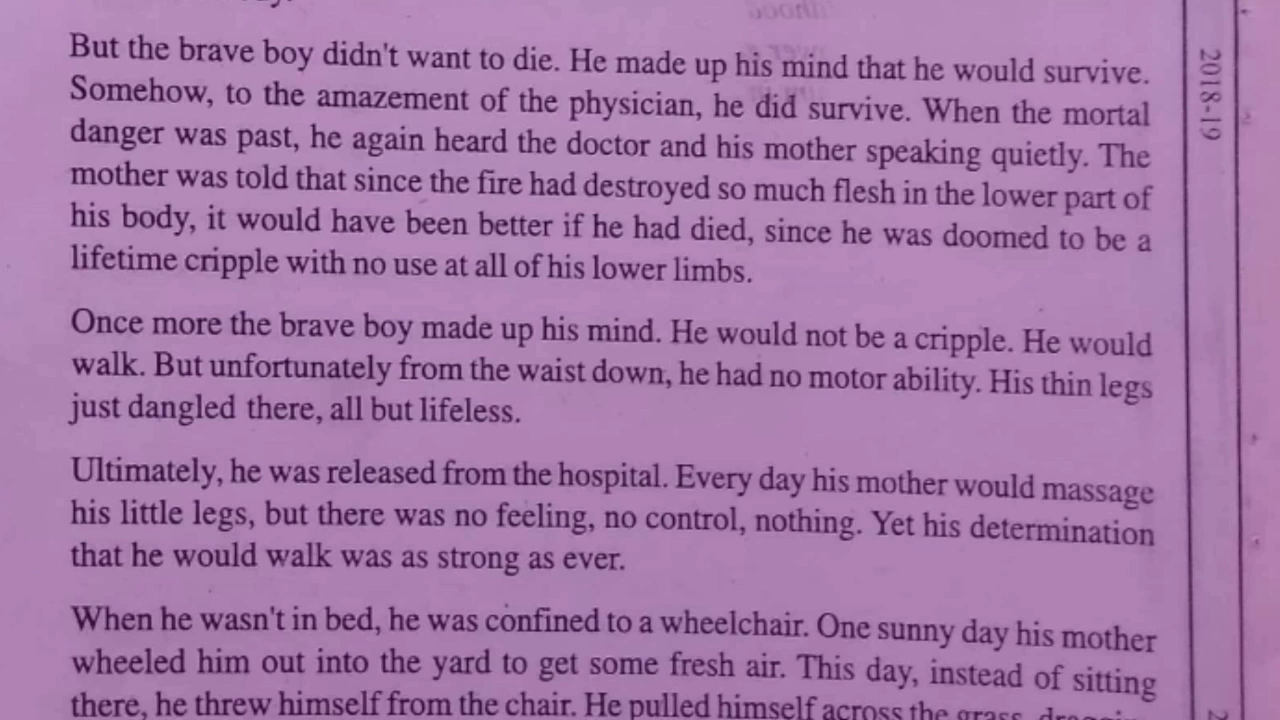 But the brave boy didn't want to die. He made up his mind that he would survive.
Somehow, to the amazement of the physician, he did survive. When the mortal
danger was past, he again heard the doctor and his mother speaking quietly. The
mother was told that since the fire had destroyed so much flesh in the lower part of
his body, it would have been better if he had died, since he was doomed to be a
lifetime cripple with no use at all of his lower limbs.
Once more the brave boy made up his mind. He would not be a cripple. He would
walk. But unfortunately from the waist down, he had no motor ability. His thin legs
just dangled there, all but lifeless.
Ultimately, he was released from the hospital. Every day his mother would massage
his little legs, but there was no feeling, no control, nothing. Yet his determination
that he would walk was as strong as ever.
When he wasn't in bed, he was confined to a wheelchair. One sunny day his mother
wheeled him out into the yard to get some fresh air. This day, instead of sitting
there, he threw himself from the chair. He pulled himself across the grass,
2018-19